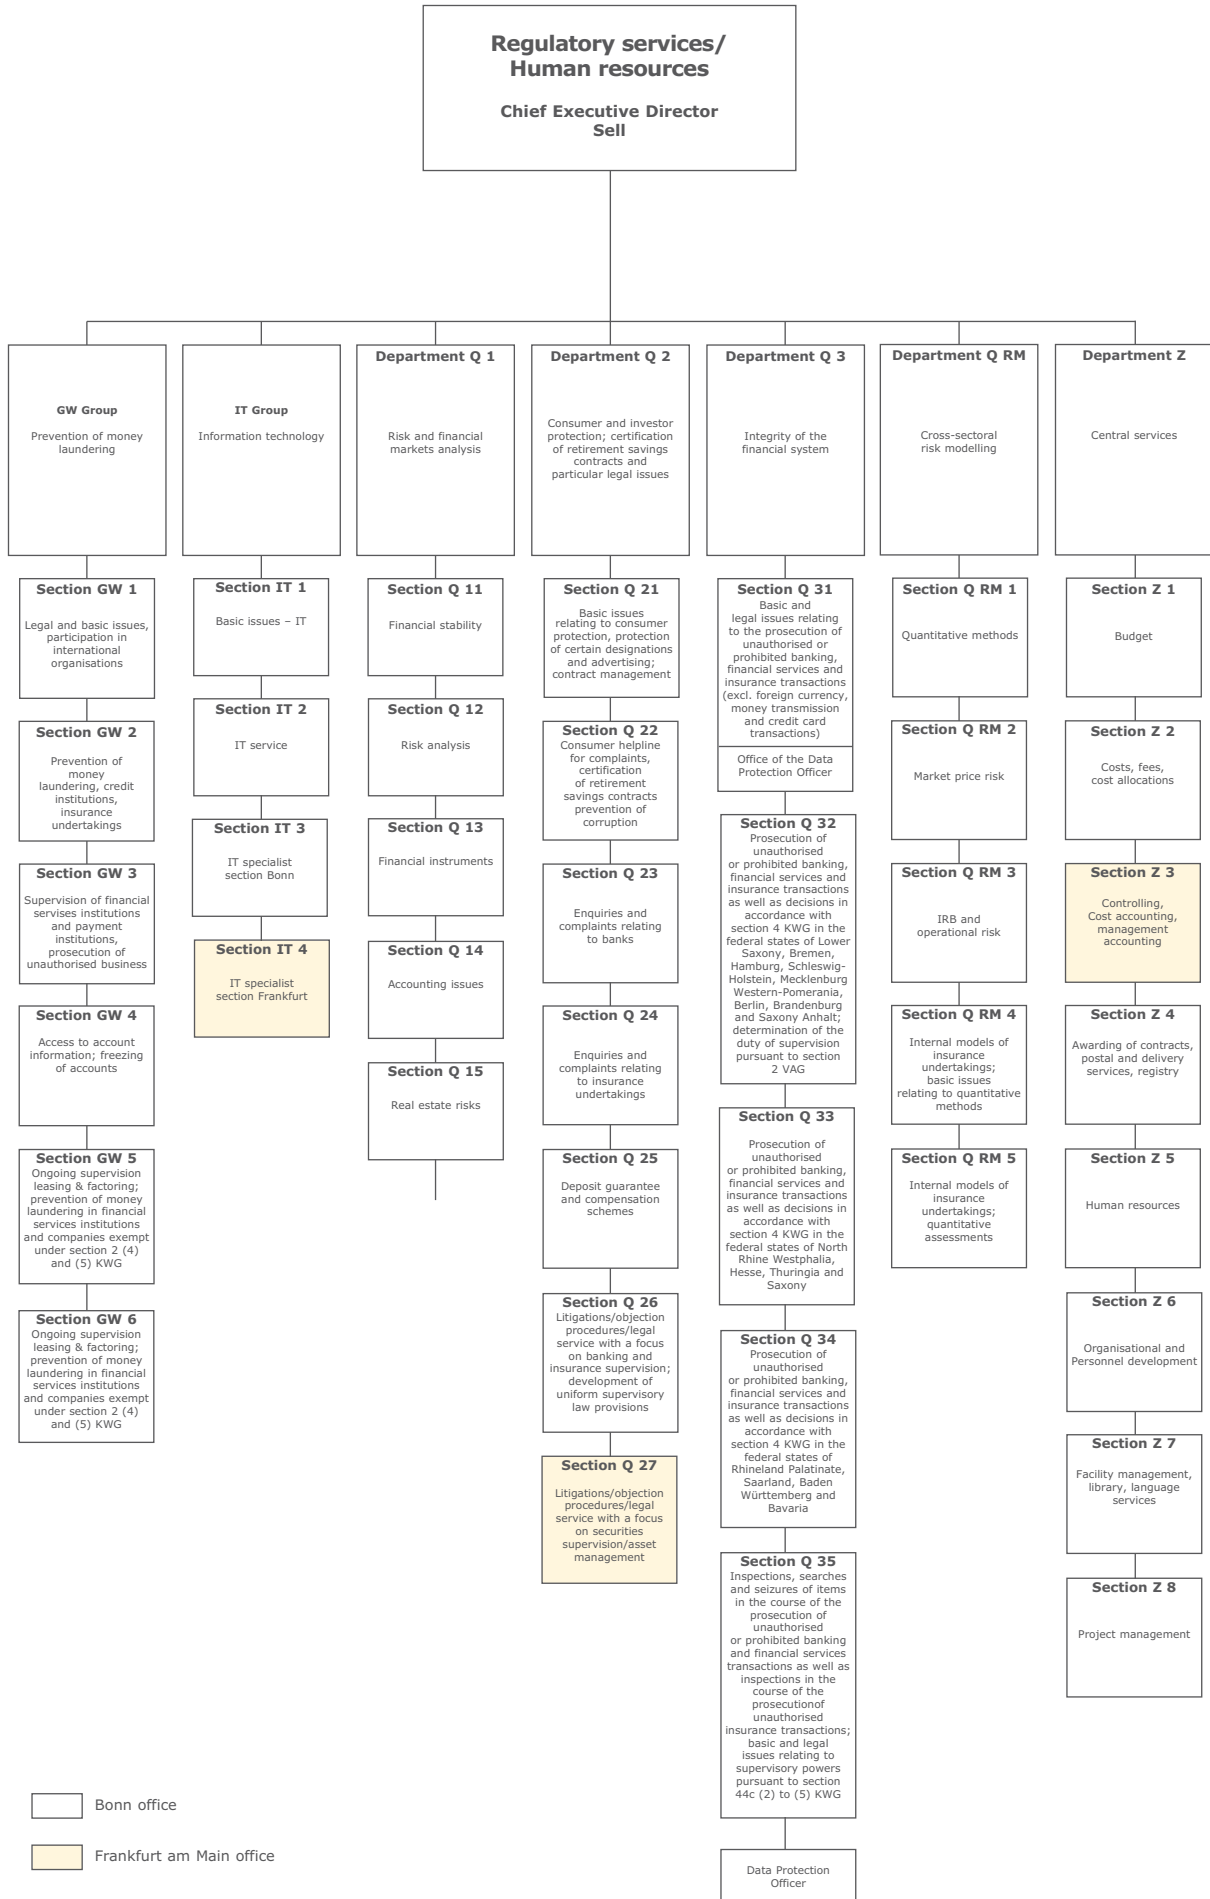 Regulatory services/
Human resources
Chief Executive Director
Sell
GW Group
Prevention of money
laundering
Section GW 1
Legal and basic issues,
participation in
international
organisations
Section GW 2
Prevention of
money
laundering, credit
institutions,
insurance
undertakings
Section GW 3
Supervision of financial
servises institutions
and payment
institutions,
prosecution of
unauthorised business
Section GW 4
Access to account
information; freezing
of accounts
Section GW 5
Ongoing supervision
leasing & factoring;
prevention of money
laundering in financial
services institutions
and companies exempt
under section 2 (4)
and (5) KWG
Section GW 6
Ongoing supervision
leasing & factoring;
prevention of money
laundering in financial
services institutions
and companies exempt
under section 2 (4)
and (5) KWG
IT Group
Information technology
Section IT 1
Basic issues – IT
Section IT 2
IT service
Section IT 3
IT specialist
section Bonn
Section IT 4
IT specialist
section Frankfurt
Department Q 1
Risk and financial
markets analysis
Section Q 11
Financial stability
Section Q 12
Risk analysis
Section Q 13
Financial instruments
Section Q 14
Accounting issues
Section Q 15
Real estate risks
Department Q 2
Consumer and investor
protection; certification
of retirement savings
contracts and
particular legal issues
Section Q 21
Basic issues
relating to consumer
protection, protection
of certain designations
and advertising;
contract management
Section Q 22
Consumer helpline
for complaints,
certification
of retirement
savings contracts
prevention of
corruption
Section Q 23
Enquiries and
complaints relating
to banks
Section Q 24
Enquiries and
complaints relating
to insurance
undertakings
Section Q 25
Deposit guarantee
and compensation
schemes
Section Q 26
Litigations/objection
procedures/legal
service with a focus
on banking and
insurance supervision;
development of
uniform supervisory
law provisions
Section Q 27
Litigations/objection
procedures/legal
service with a focus
on securities
supervision/asset
management
Department Q 3
Integrity of the
financial system
Section Q 31
Basic and
legal issues relating
to the prosecution of
unauthorised or
prohibited banking,
financial services and
insurance transactions
(excl. foreign currency,
money transmission
and credit card
transactions)
Office of the Data
Protection Officer
Section Q 32
Prosecution of
unauthorised
or prohibited banking,
financial services and
insurance transactions
as well as decisions in
accordance with
section 4 KWG in the
federal states of Lower
Saxony, Bremen,
Hamburg, Schleswig-
Holstein, Mecklenburg
Western-Pomerania,
Berlin, Brandenburg
and Saxony Anhalt;
determination of the
duty of supervision
pursuant to section
2 VAG
Section Q 33
Prosecution of
unauthorised
or prohibited banking,
financial services and
insurance transactions
as well as decisions in
accordance with
section 4 KWG in the
federal states of North
Rhine Westphalia,
Hesse, Thuringia and
Saxony
Section Q 34
Prosecution of
unauthorised
or prohibited banking,
financial services and
insurance transactions
as well as decisions in
accordance with
section 4 KWG in the
federal states of
Rhineland Palatinate,
Saarland, Baden
Württemberg and
Bavaria
Section Q 35
Inspections, searches
and seizures of items
in the course of the
prosecution of
unauthorised
or prohibited banking
and financial services
transactions as well as
inspections in the
course of the
prosecutionof
unauthorised
insurance transactions;
basic and legal
issues relating to
supervisory powers
pursuant to section
44c (2) to (5) KWG
Data Protection
Officer
Department Q RM
Cross-sectoral
risk modelling
Section Q RM 1
Quantitative methods
Section Q RM 2
Market price risk
Section Q RM 3
IRB and
operational risk
Section Q RM 4
Internal models of
insurance
undertakings;
basic issues
relating to quantitative
methods
Section Q RM 5
Internal models of
insurance
undertakings;
quantitative
assessments
Department Z
Central services
Section Z 1
Budget
Section Z 2
Costs, fees,
cost allocations
Section Z 3
Controlling,
Cost accounting,
management
accounting
Section Z 4
Awarding of contracts,
postal and delivery
services, registry
Section Z 5
Human resources
Section Z 6
Organisational and
Personnel development
Section Z 7
Facility management,
library, language
services
Section Z 8
Project management
Bonn office
Frankfurt am Main office